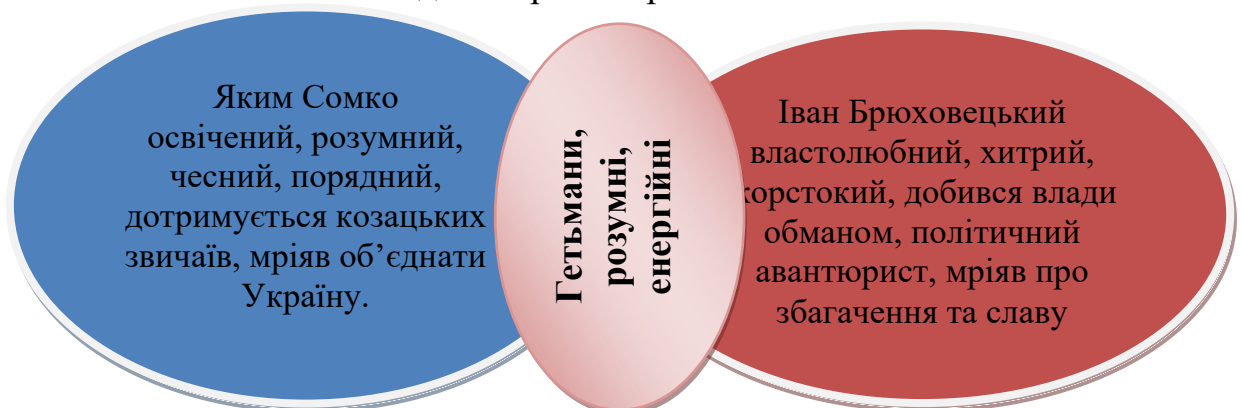 Яким Сомко
освічений, розумний,
чесний, порядний,
дотримується козацьких
звичаїв, мріяв об’єднати
Україну.
Гетьмани,
розумні,
енергійні
Іван Брюховецький
властолюбний, хитрий,
добився влади
обманом, політичний
авантюрист, мріяв про
збагачення та славу